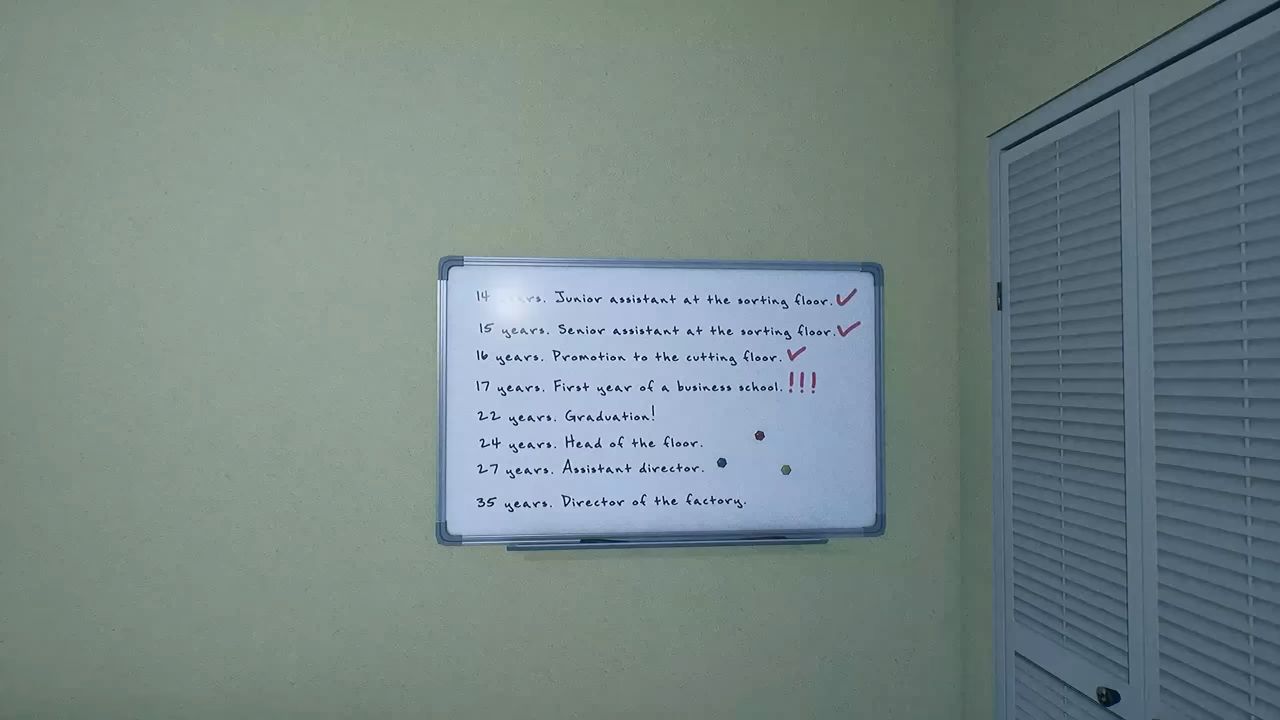 14 years. Junior assistant at the sorting floor.
15 years. Senior assistant at the sorting floor.
16 years. Promotion to the cutting floor.
17 years. First year of a business school. !!!
22 years. Graduation!
24 years. Head of the floor.
27 years. Assistant director.
35 years. Director of the factory.